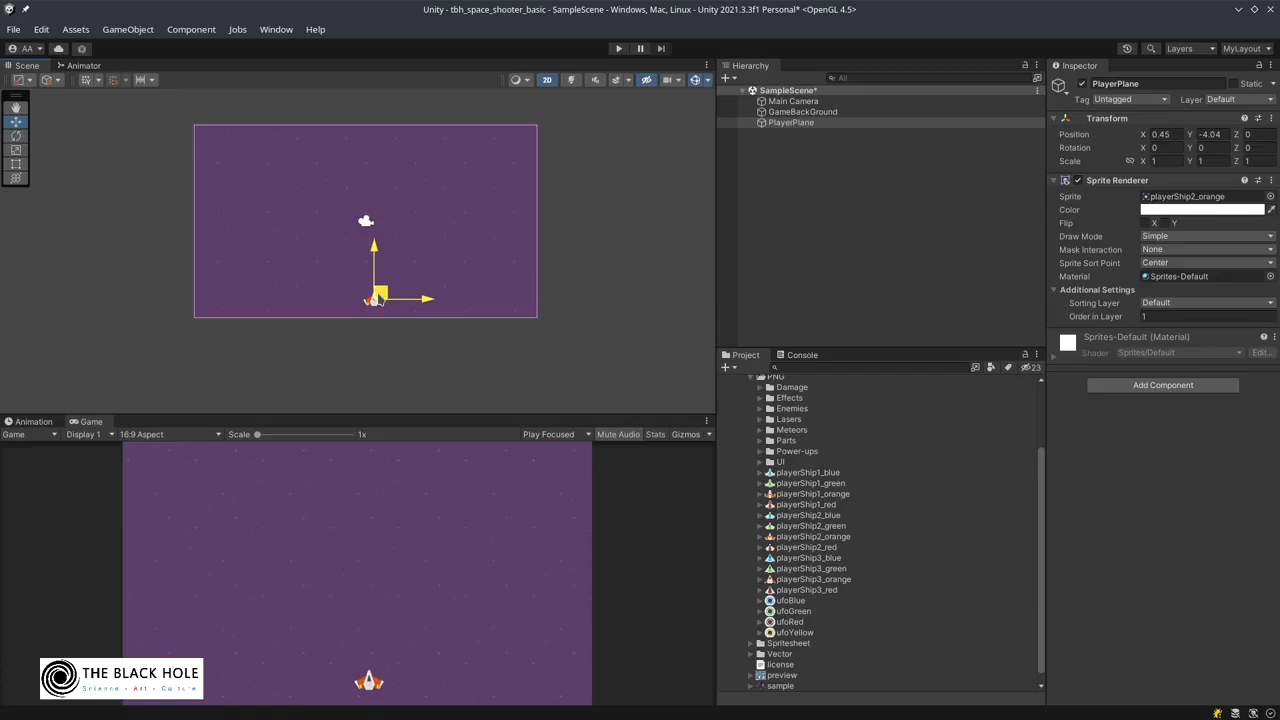 Unity - tbh_space_shooter_basic - SampleScene - Windows, Mac, Linux - Unity 2021.3.3f1 Personal* <OpenGL 4.5>
File Edit Assets GameObject Component Jobs Window Help
AA Layers MyLayout
Scene Animator
2D
Hierarchy
All
SampleScene*
Main Camera
GameBackGround
PlayerPlane
Inspector
PlayerPlane Static
Tag Untagged Layer Default
Transform
Position X 0.45 Y -4.04 Z 0
Rotation X 0 Y 0 Z 0
Scale X 1 Y 1 Z 1
Sprite Renderer
Sprite playerShip2_orange
Color
Flip X Y
Draw Mode Simple
Mask Interaction None
Sprite Sort Point Center
Material Sprites-Default
Additional Settings
Sorting Layer Default
Order in Layer 1
Sprites-Default (Material)
Shader Sprites/Default Edit...
Add Component
Project Console
23
PNG
Damage
Effects
Enemies
Lasers
Meteors
Parts
Power-ups
UI
playerShip1_blue
playerShip1_green
playerShip1_orange
playerShip1_red
playerShip2_blue
playerShip2_green
playerShip2_orange
playerShip2_red
playerShip3_blue
playerShip3_green
playerShip3_orange
playerShip3_red
ufoBlue
ufoGreen
ufoRed
ufoYellow
Spritesheet
Vector
license
preview
sample
Animation Game
Game Display 1 16:9 Aspect Scale 1x Play Focused Mute Audio Stats Gizmos
THE BLACK HOLE
Science • Art • Culture